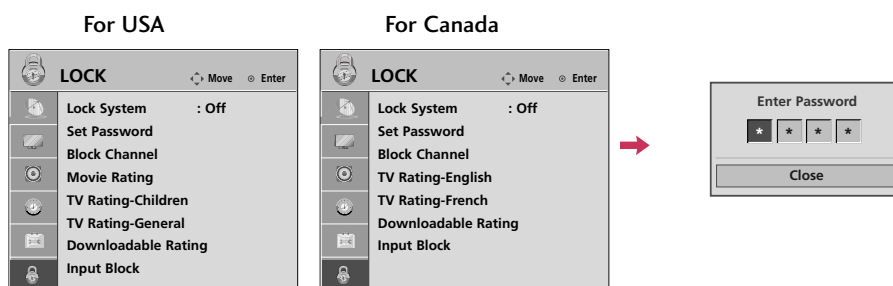 For USA
LOCK Move Enter
Lock System : Off
Set Password
Block Channel
Movie Rating
TV Rating-Children
TV Rating-General
Downloadable Rating
Input Block
For Canada
LOCK Move Enter
Lock System : Off
Set Password
Block Channel
TV Rating-English
TV Rating-French
Downloadable Rating
Input Block
Enter Password
* * * *
Close